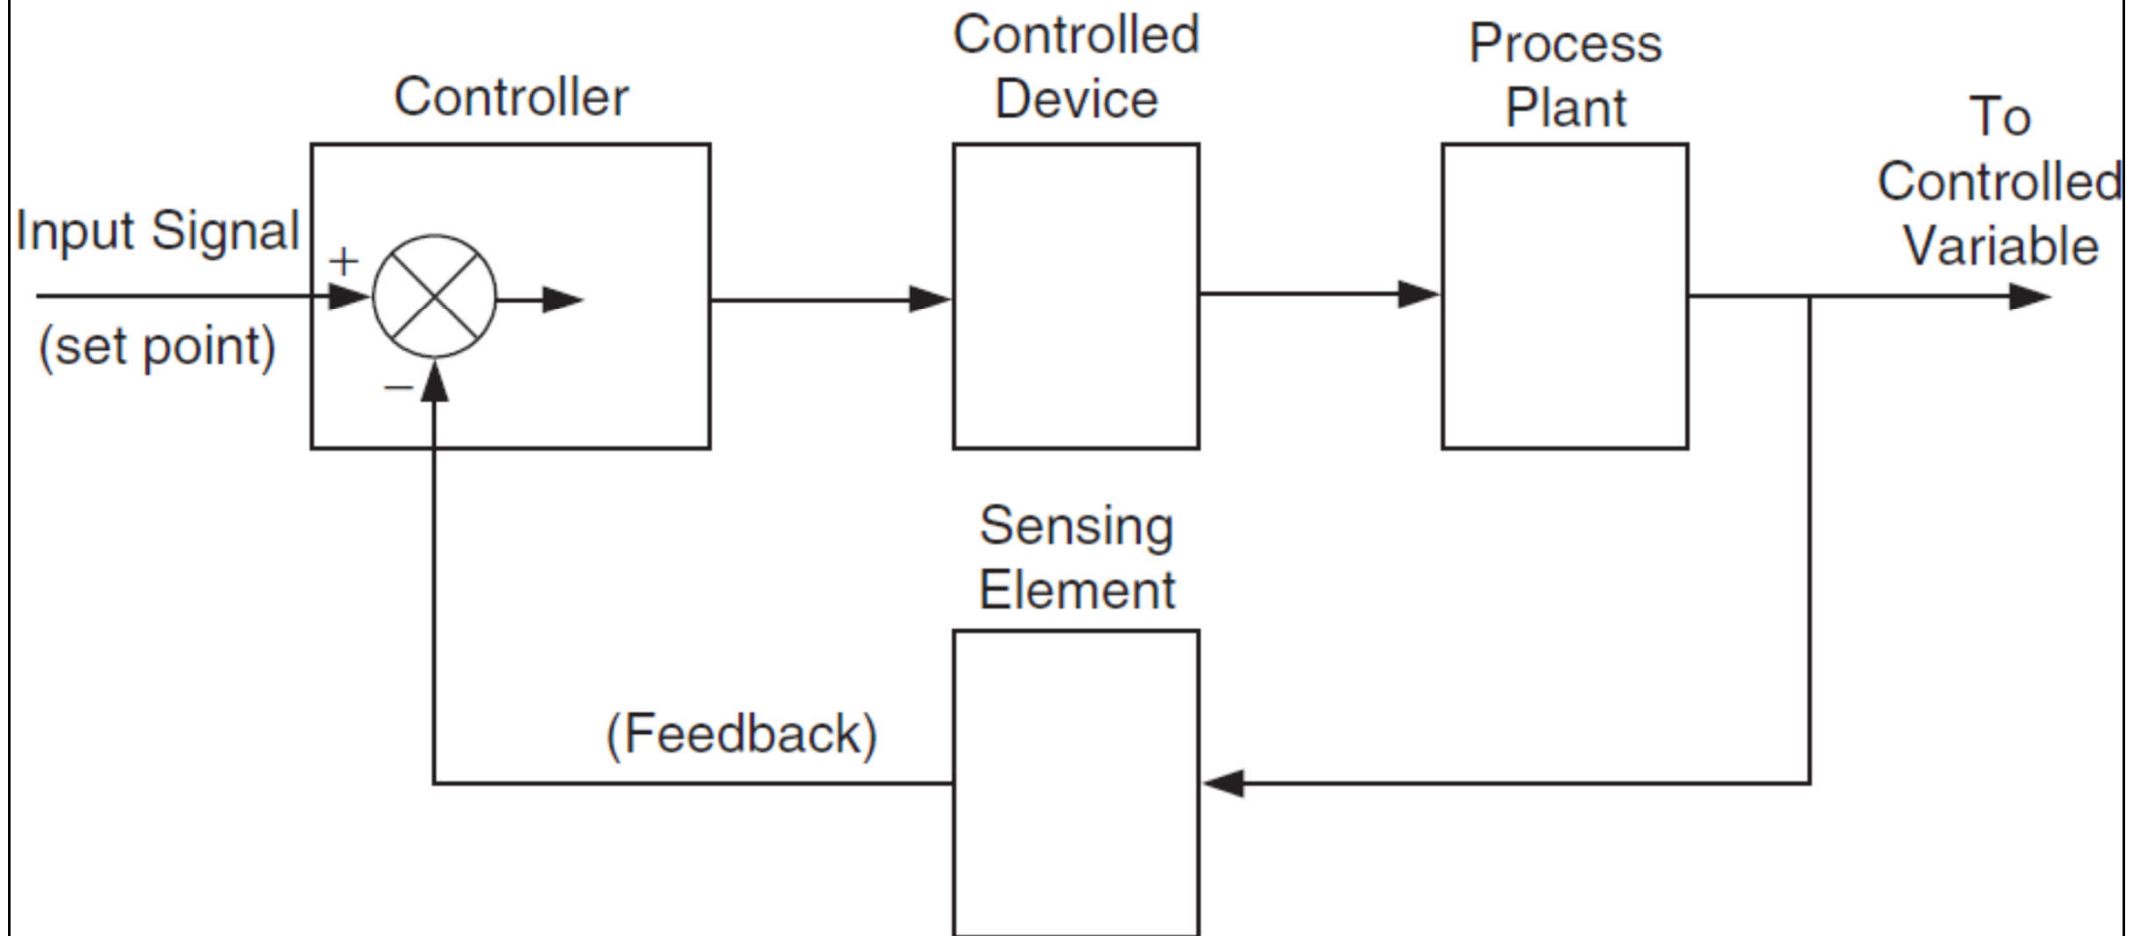 Controller
Controlled
Device
Process
Plant
To
Controlled
Variable
Input Signal
+
(set point)
−
Sensing
Element
(Feedback)